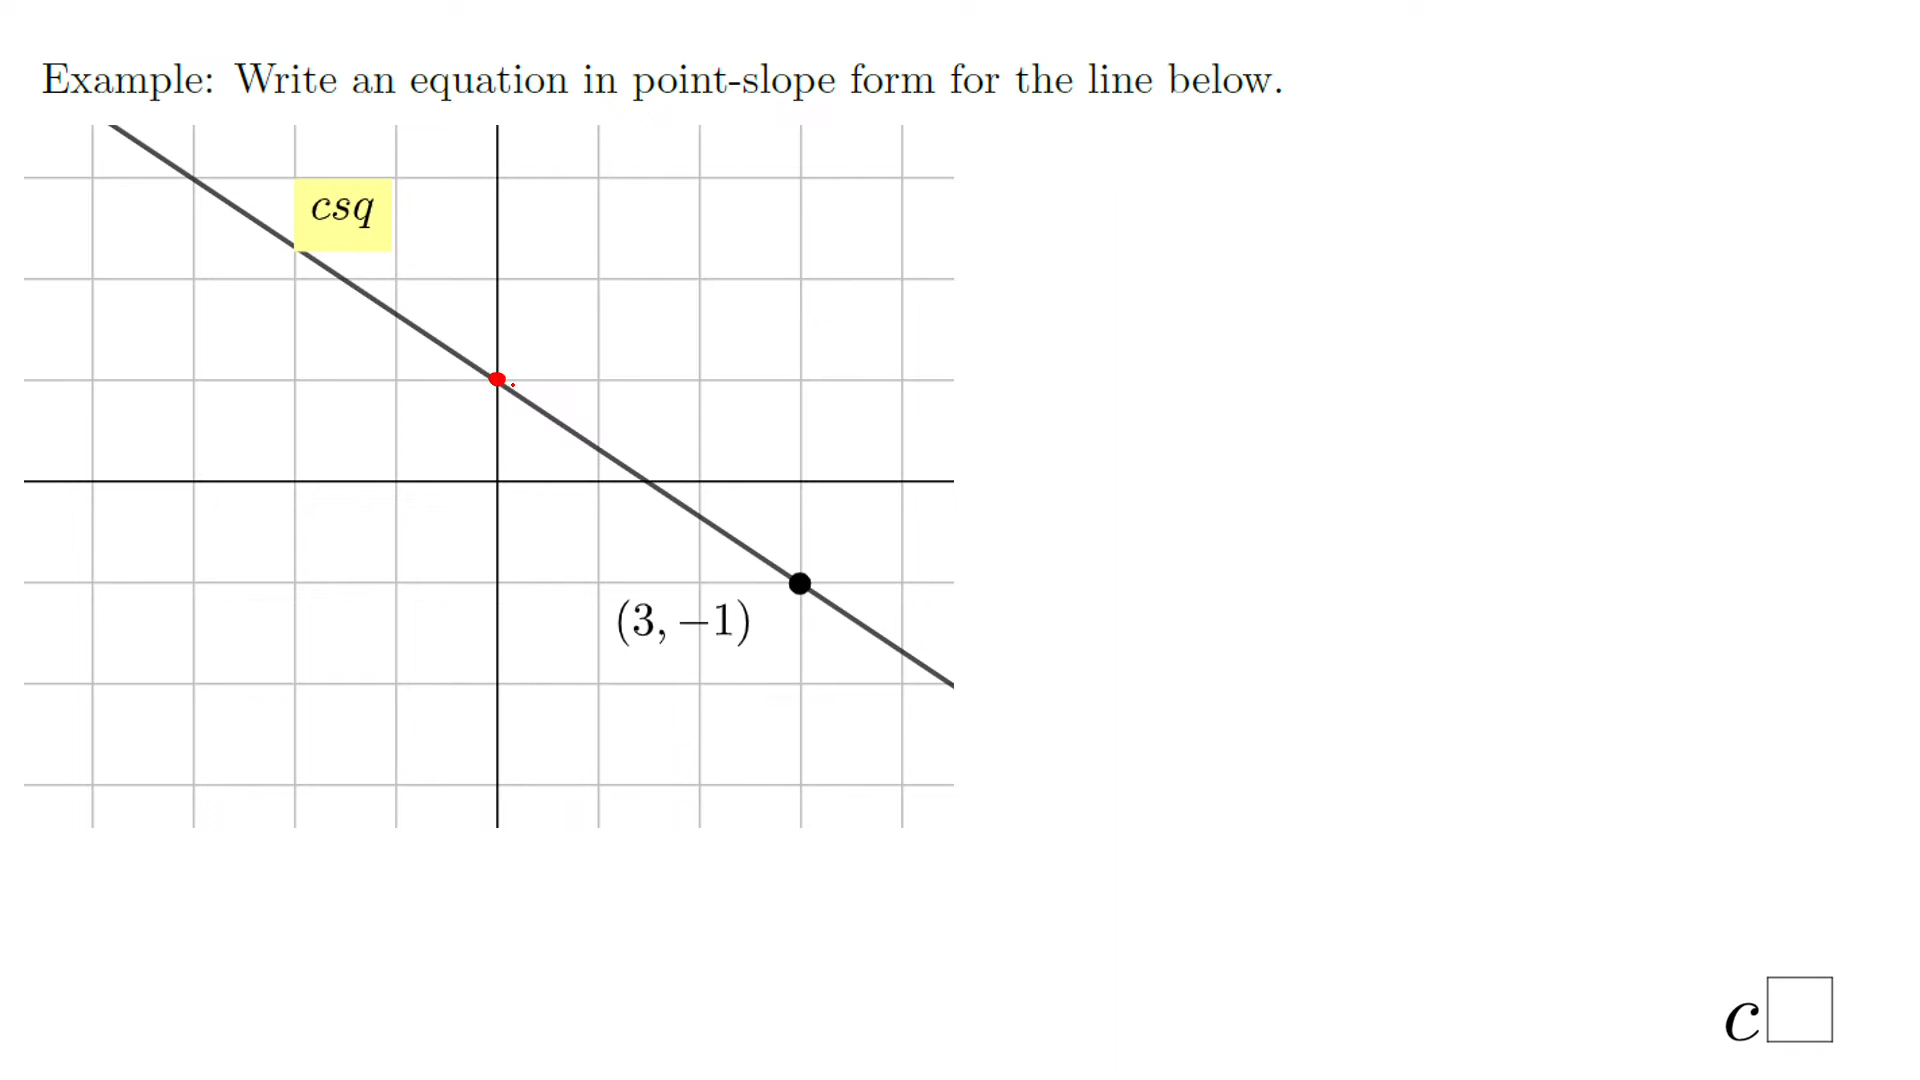 Example: Write an equation in point-slope form for the line below.
csq
(3, −1)
c